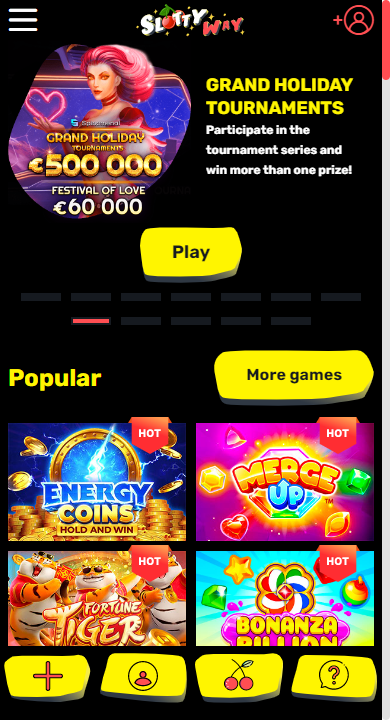 SLOTTY WAY
+
Spinomenal
GRAND HOLIDAY
TOURNAMENTS
€500 000
FESTIVAL OF LOVE
€60 000
GRAND HOLIDAY
TOURNAMENTS
Participate in the
tournament series and
win more than one prize!
Play
Popular
More games
HOT
HOT
ENERGY
COINS
HOLD AND WIN
MERGE
UP™
HOT
HOT
FORTUNE
TIGER
BONANZA
BILLION
?